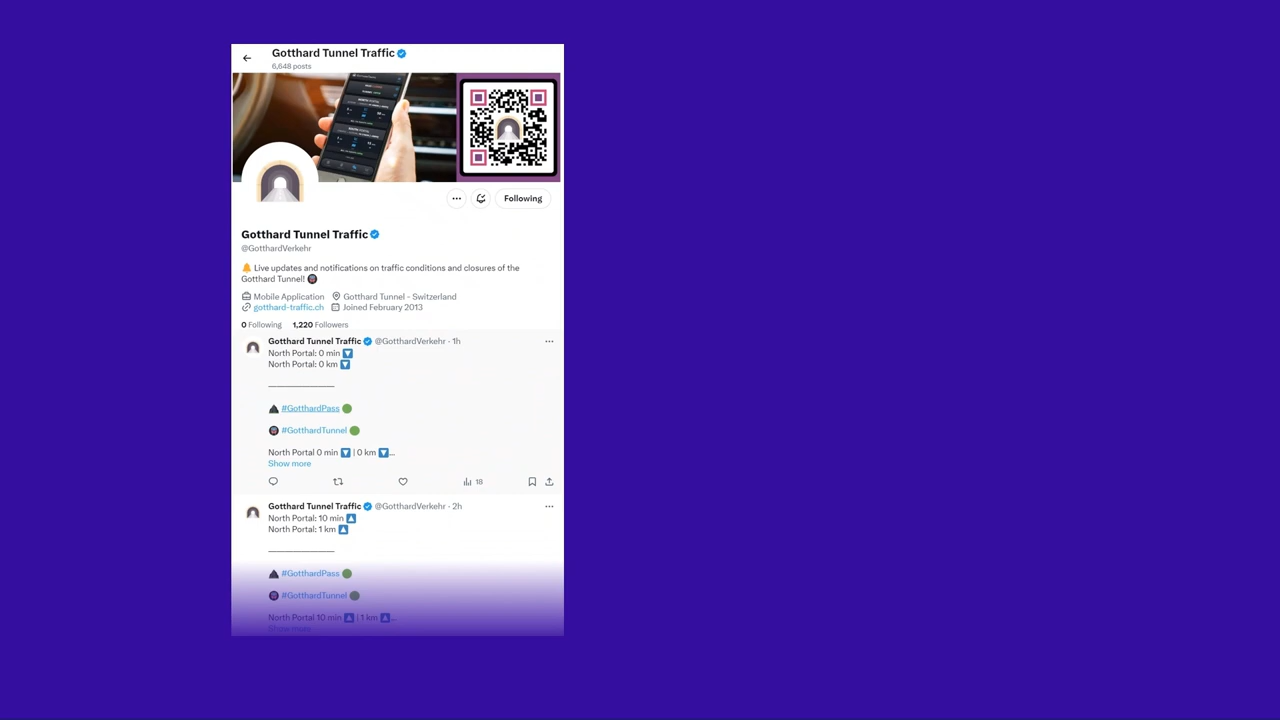 Gotthard Tunnel Traffic
6,648 posts
Following
Gotthard Tunnel Traffic
@GotthardVerkehr
🔔 Live updates and notifications on traffic conditions and closures of the
Gotthard Tunnel!
Mobile Application Gotthard Tunnel - Switzerland
gotthard-traffic.ch Joined February 2013
0 Following 1,220 Followers
Gotthard Tunnel Traffic @GotthardVerkehr · 1h
North Portal: 0 min 🔽
North Portal: 0 km 🔽
#GotthardPass 🟢
#GotthardTunnel 🟢
North Portal 0 min 🔽 | 0 km 🔽...
Show more
18
Gotthard Tunnel Traffic @GotthardVerkehr · 2h
North Portal: 10 min 🔼
North Portal: 1 km 🔼
#GotthardPass 🟢
#GotthardTunnel 🟢
North Portal 10 min 🔼 | 1 km 🔼...
Show more